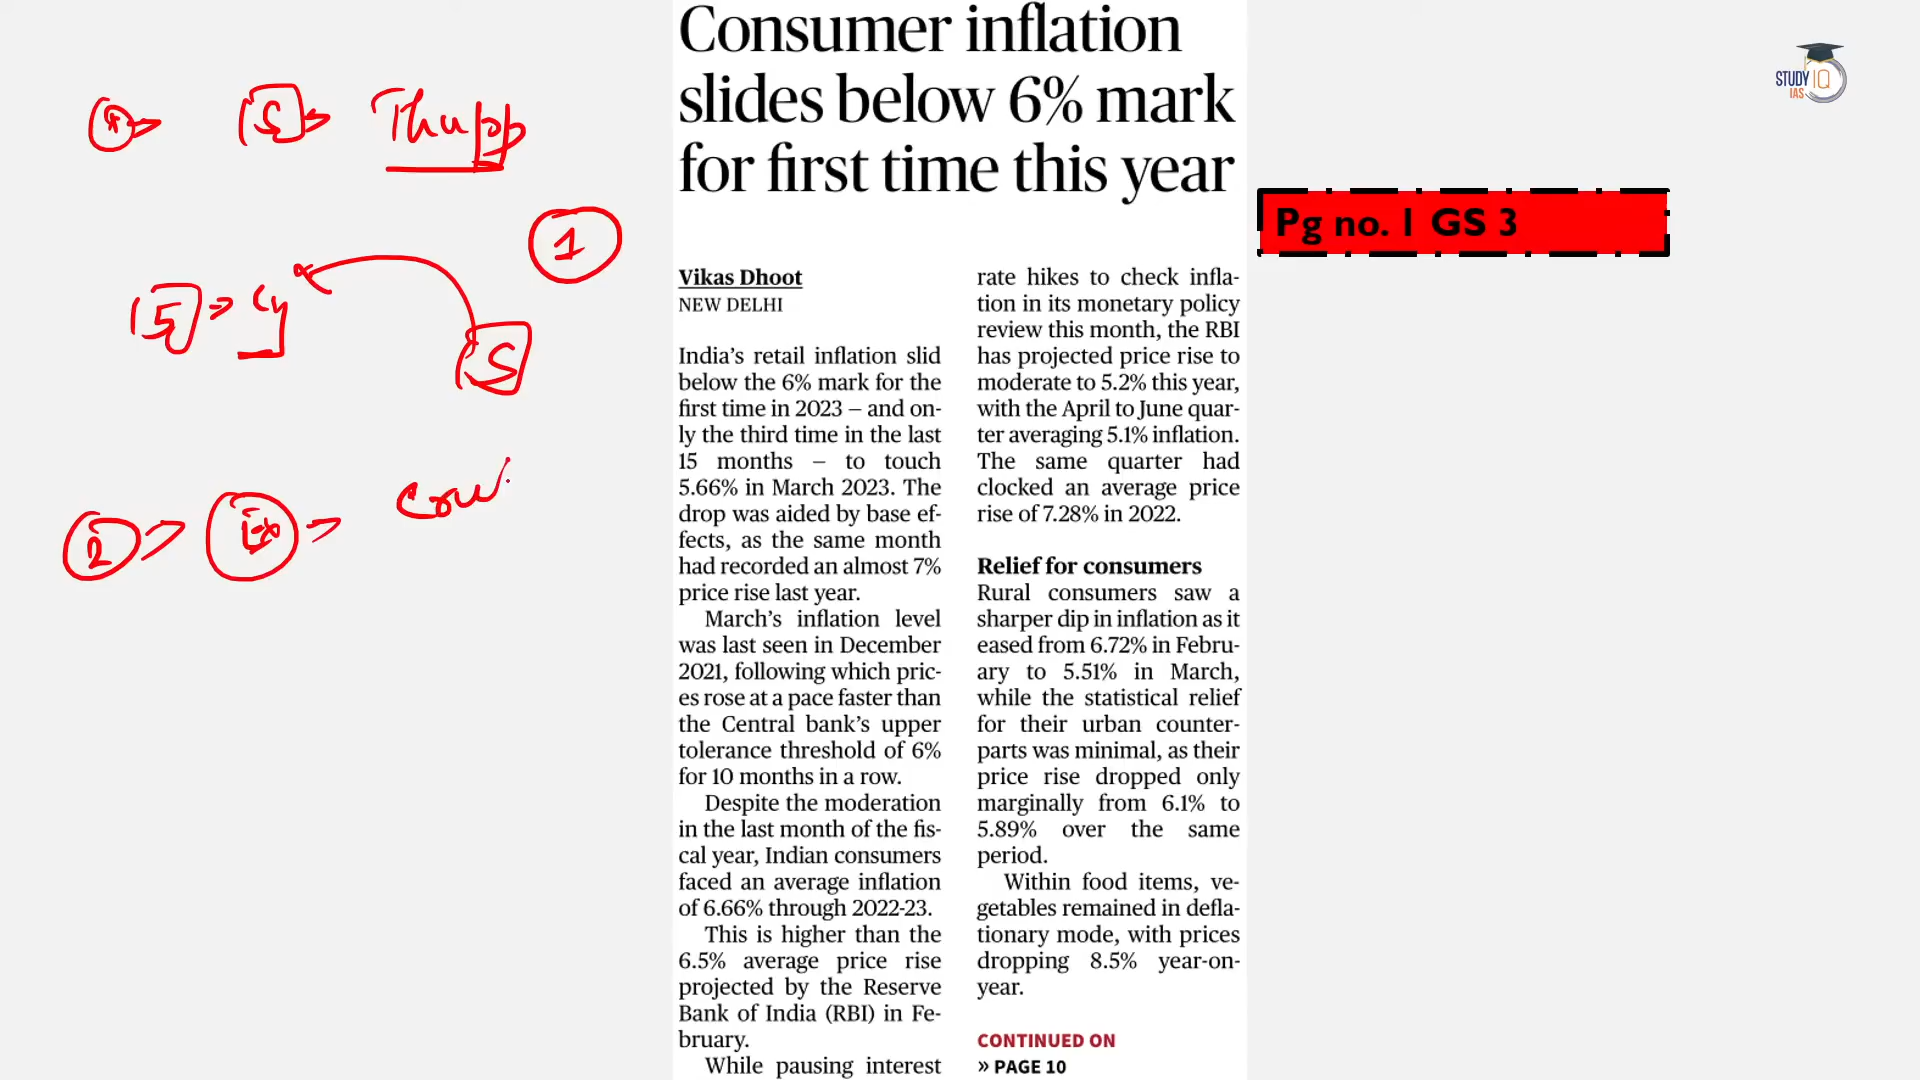 Consumer inflation
slides below 6% mark
for first time this year
Vikas Dhoot
NEW DELHI
India's retail inflation slid
below the 6% mark for the
first time in 2023 – and on-
ly the third time in the last
15 months – to touch
5.66% in March 2023. The
drop was aided by base ef-
fects, as the same month
had recorded an almost 7%
price rise last year.
March's inflation level
was last seen in December
2021, following which pric-
es rose at a pace faster than
the Central bank's upper
tolerance threshold of 6%
for 10 months in a row.
Despite the moderation
in the last month of the fis-
cal year, Indian consumers
faced an average inflation
of 6.66% through 2022-23.
This is higher than the
6.5% average price rise
projected by the Reserve
Bank of India (RBI) in Fe-
bruary.
While pausing interest
rate hikes to check infla-
tion in its monetary policy
review this month, the RBI
has projected price rise to
moderate to 5.2% this year,
with the April to June quar-
ter averaging 5.1% inflation.
The same quarter had
clocked an average price
rise of 7.28% in 2022.
Relief for consumers
Rural consumers saw a
sharper dip in inflation as it
eased from 6.72% in Febru-
ary to 5.51% in March,
while the statistical relief
for their urban counter-
parts was minimal, as their
price rise dropped only
marginally from 6.1% to
5.89% over the same
period.
Within food items, ve-
getables remained in defla-
tionary mode, with prices
dropping 8.5% year-on-
year.
CONTINUED ON
» PAGE 10
Pg no. 1 GS 3
STUDY IQ
IAS
S
1
S
2